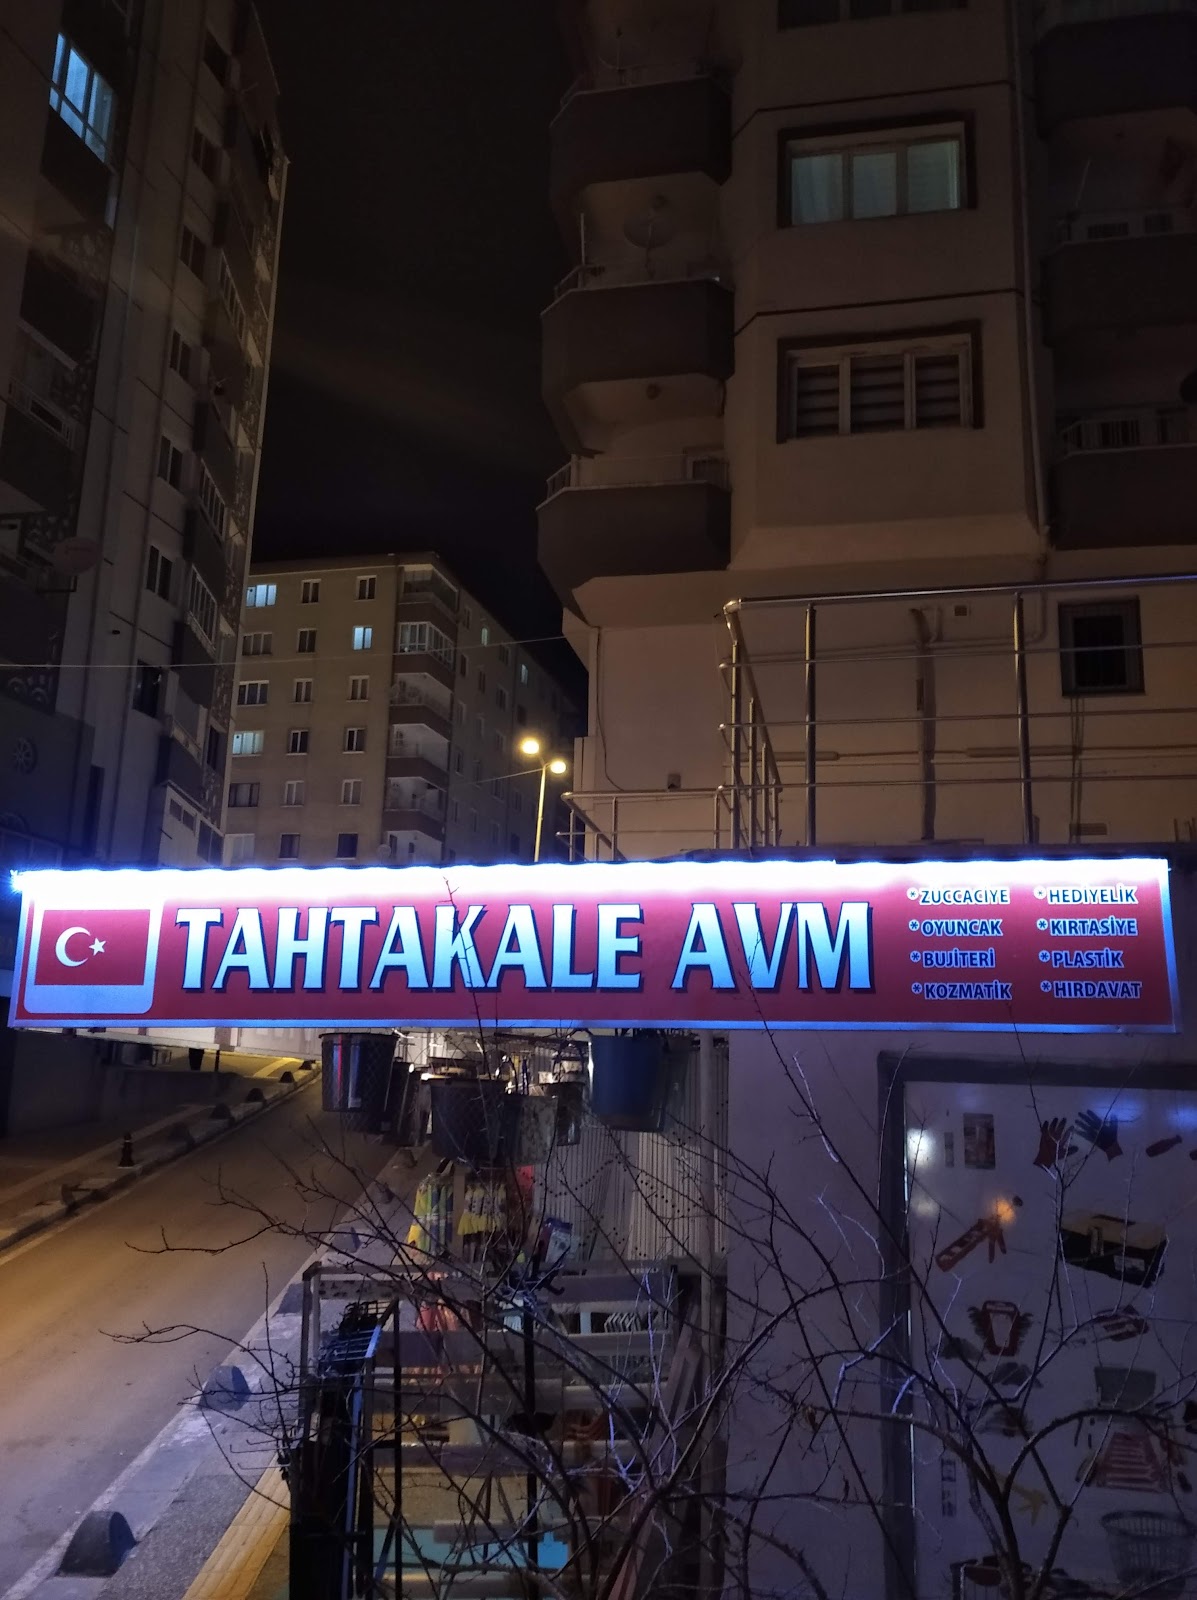 TAHTAKALE AVM
*ZUCCACIYE
*OYUNCAK
*BUJİTERİ
*KOZMATİK
*HEDİYELİK
*KIRTASİYE
*PLASTİK
*HIRDAVAT